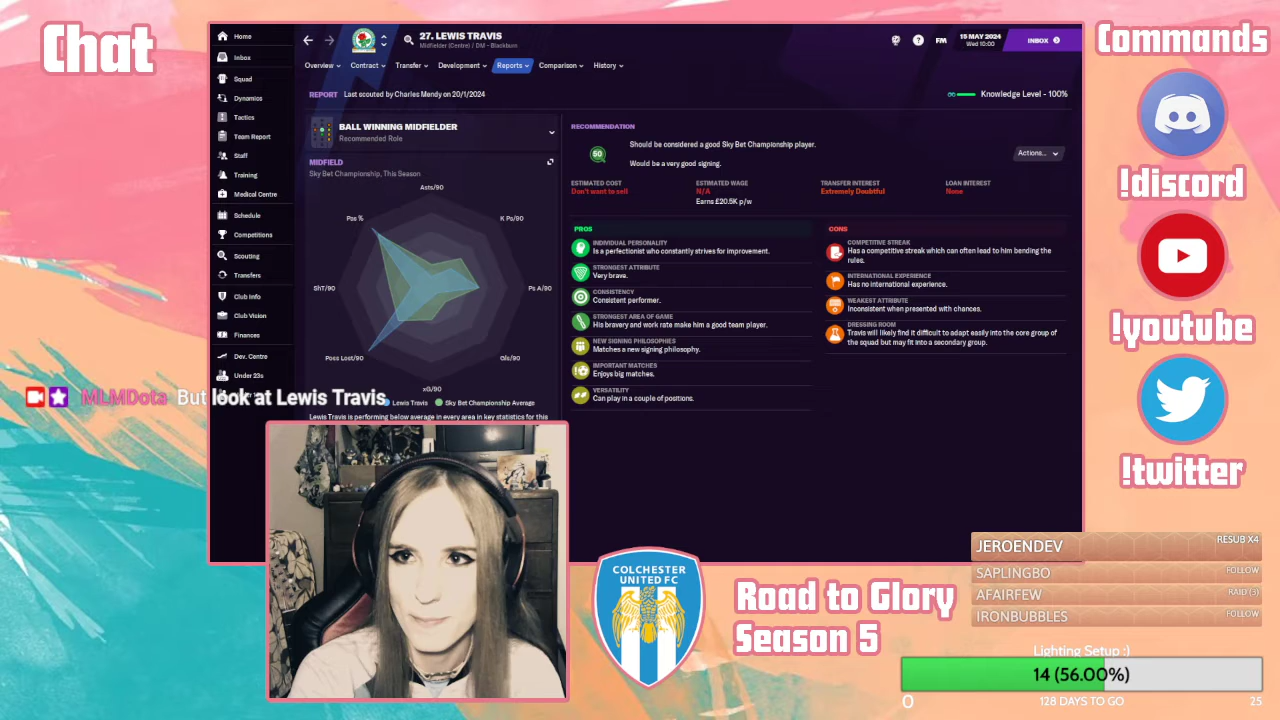 Chat
Home
Inbox
Squad
Dynamics
Tactics
Team Report
Staff
Training
Medical Centre
Schedule
Competitions
Scouting
Transfers
Club Info
Club Vision
Finances
Dev. Centre
Under 23s
27. LEWIS TRAVIS
Midfielder (Centre) / DM - Blackburn
FM
15 MAY 2024
Wed 10:00
INBOX
Overview
Contract
Transfer
Development
Reports
Comparison
History
REPORT Last scouted by Charles Mendy on 20/1/2024
Knowledge Level - 100%
BALL WINNING MIDFIELDER
Recommended Role
MIDFIELD
Sky Bet Championship, This Season
Asts/90
Pas %
K Ps/90
ShT/90
Ps A/90
Poss Lost/90
Gls/90
xG/90
Lewis Travis
Sky Bet Championship Average
Lewis Travis is performing below average in every area in key statistics for this
RECOMMENDATION
60
Should be considered a good Sky Bet Championship player.
Would be a very good signing.
Actions...
ESTIMATED COST
Don't want to sell
ESTIMATED WAGE
N/A
Earns £20.5K p/w
TRANSFER INTEREST
Extremely Doubtful
LOAN INTEREST
None
PROS
INDIVIDUAL PERSONALITY
Is a perfectionist who constantly strives for improvement.
STRONGEST ATTRIBUTE
Very brave.
CONSISTENCY
Consistent performer.
STRONGEST AREA OF GAME
His bravery and work rate make him a good team player.
NEW SIGNING PHILOSOPHIES
Matches a new signing philosophy.
IMPORTANT MATCHES
Enjoys big matches.
VERSATILITY
Can play in a couple of positions.
CONS
COMPETITIVE STREAK
Has a competitive streak which can often lead to him bending the
rules.
INTERNATIONAL EXPERIENCE
Has no international experience.
WEAKEST ATTRIBUTE
Inconsistent when presented with chances.
DRESSING ROOM
Travis will likely find it difficult to adapt easily into the core group of
the squad but may fit into a secondary group.
MLMDota But look at Lewis Travis
Commands
!discord
!youtube
!twitter
COLCHESTER
UNITED FC
Road to Glory
Season 5
JEROENDEV RESUB X4
SAPLINGBO FOLLOW
AFAIRFEW RAID (3)
IRONBUBBLES FOLLOW
Lighting Setup :)
14 (56.00%)
0 128 DAYS TO GO 25